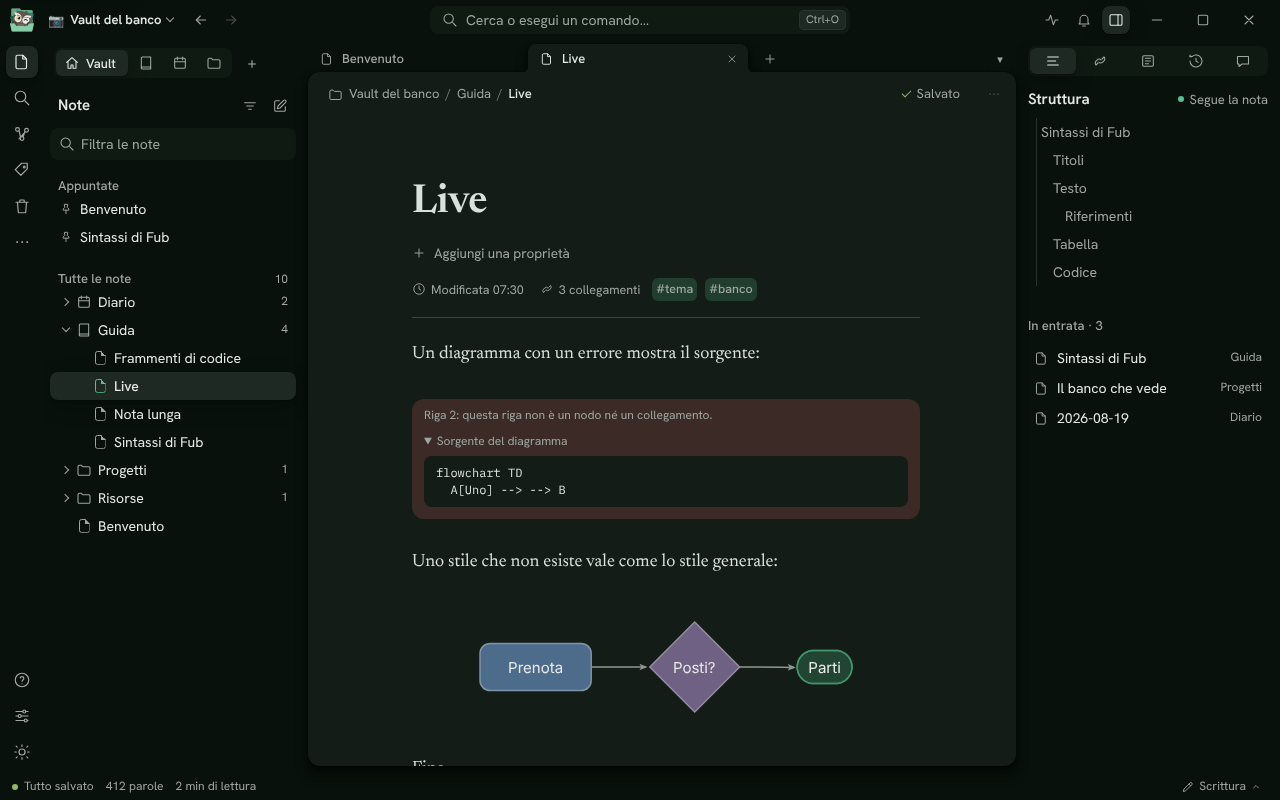 Vault del banco
Cerca o esegui un comando...
Ctrl+O
Vault
Benvenuto
Live
Note
Vault del banco / Guida / Live
Salvato
Struttura
Segue la nota
Filtra le note
Sintassi di Fub
Titoli
Testo
Riferimenti
Tabella
Codice
Appuntate
Benvenuto
Sintassi di Fub
Live
Aggiungi una proprietà
Modificata 07:30
3 collegamenti
#tema
#banco
Tutte le note 10
Diario 2
Guida 4
Frammenti di codice
Live
Nota lunga
Sintassi di Fub
Progetti 1
Risorse 1
Benvenuto
Un diagramma con un errore mostra il sorgente:
Riga 2: questa riga non è un nodo né un collegamento.
Sorgente del diagramma
flowchart TD
A[Uno] --> --> B
Uno stile che non esiste vale come lo stile generale:
Prenota
Posti?
Parti
In entrata · 3
Sintassi di Fub Guida
Il banco che vede Progetti
2026-08-19 Diario
Tutto salvato
412 parole
2 min di lettura
Scrittura